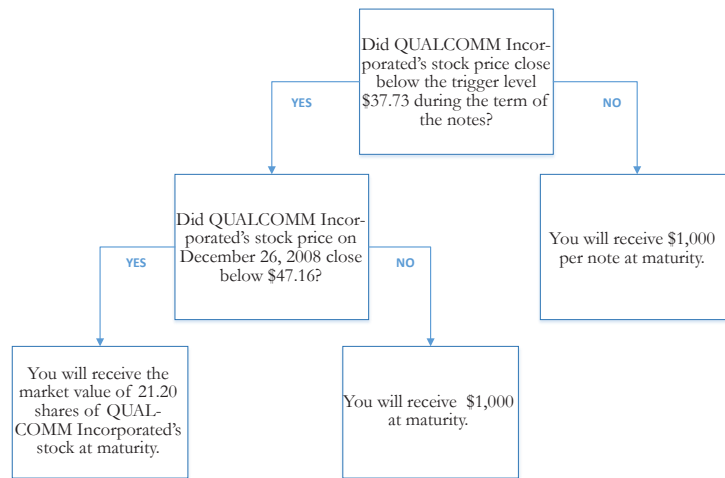 Did QUALCOMM Incor-
porated's stock price close
below the trigger level
$37.73 during the term of
the notes?
YES
NO
Did QUALCOMM Incor-
porated's stock price on
December 26, 2008 close
below $47.16?
You will receive $1,000
per note at maturity.
YES
NO
You will receive the
market value of 21.20
shares of QUAL-
COMM Incorporated's
stock at maturity.
You will receive $1,000
at maturity.